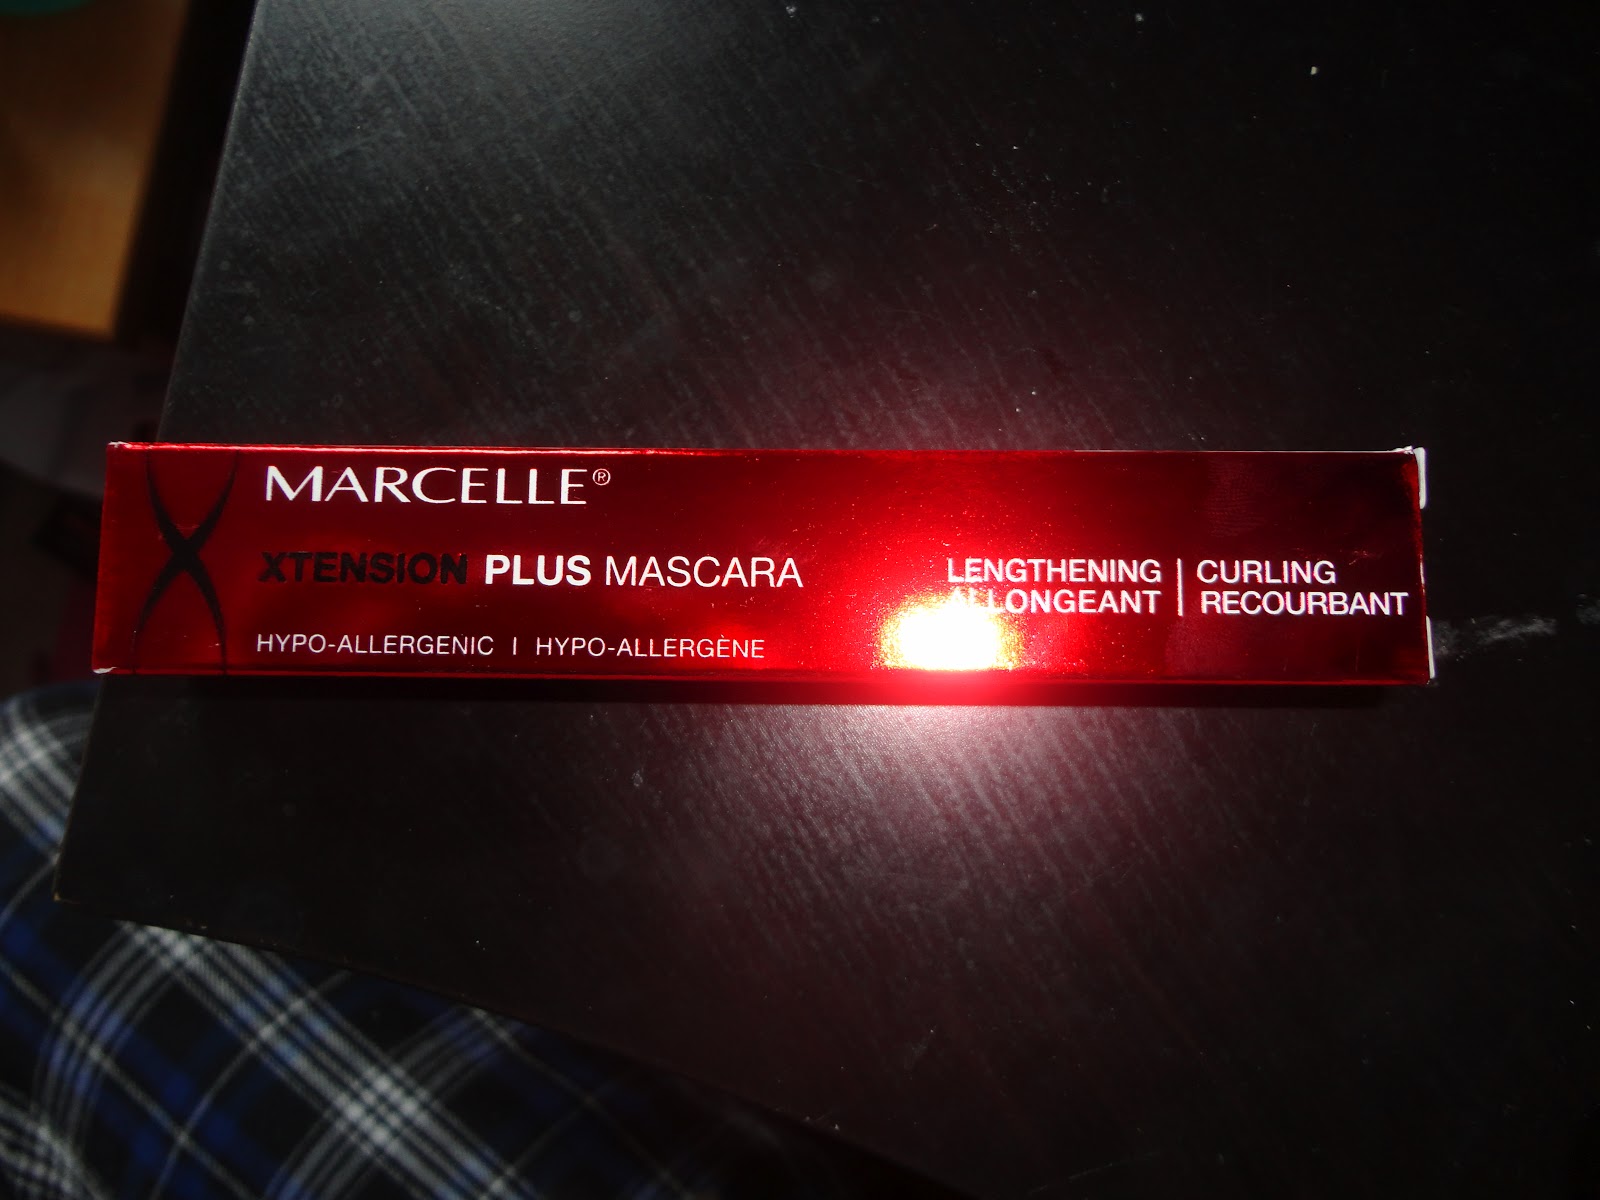 MARCELLE®
XTENSION PLUS MASCARA
HYPO-ALLERGENIC | HYPO-ALLERGÈNE
LENGTHENING | CURLING
ALLONGEANT | RECOURBANT